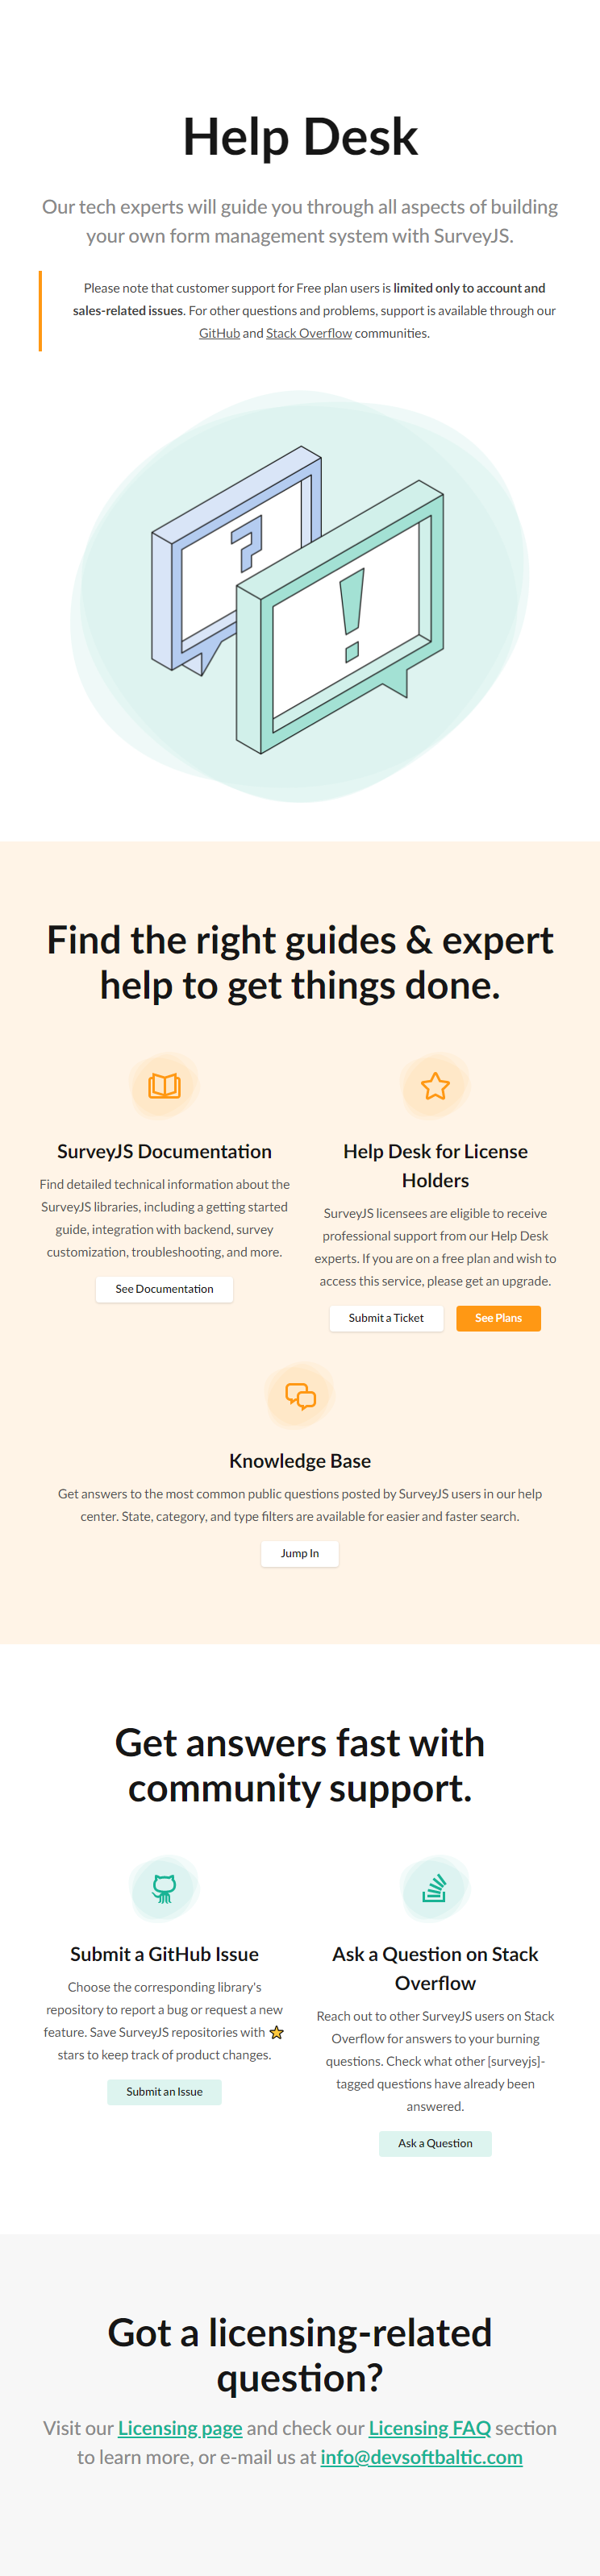 Help Desk
Our tech experts will guide you through all aspects of building
your own form management system with SurveyJS.
Please note that customer support for Free plan users is limited only to account and
sales-related issues. For other questions and problems, support is available through our
GitHub and Stack Overflow communities.
?
!
Find the right guides & expert
help to get things done.
SurveyJS Documentation
Find detailed technical information about the
SurveyJS libraries, including a getting started
guide, integration with backend, survey
customization, troubleshooting, and more.
See Documentation
Help Desk for License
Holders
SurveyJS licensees are eligible to receive
professional support from our Help Desk
experts. If you are on a free plan and wish to
access this service, please get an upgrade.
Submit a Ticket
See Plans
Knowledge Base
Get answers to the most common public questions posted by SurveyJS users in our help
center. State, category, and type filters are available for easier and faster search.
Jump In
Get answers fast with
community support.
Submit a GitHub Issue
Choose the corresponding library's
repository to report a bug or request a new
feature. Save SurveyJS repositories with ⭐
stars to keep track of product changes.
Submit an Issue
Ask a Question on Stack
Overflow
Reach out to other SurveyJS users on Stack
Overflow for answers to your burning
questions. Check what other [surveyjs]-
tagged questions have already been
answered.
Ask a Question
Got a licensing-related
question?
Visit our Licensing page and check our Licensing FAQ section
to learn more, or e-mail us at info@devsoftbaltic.com